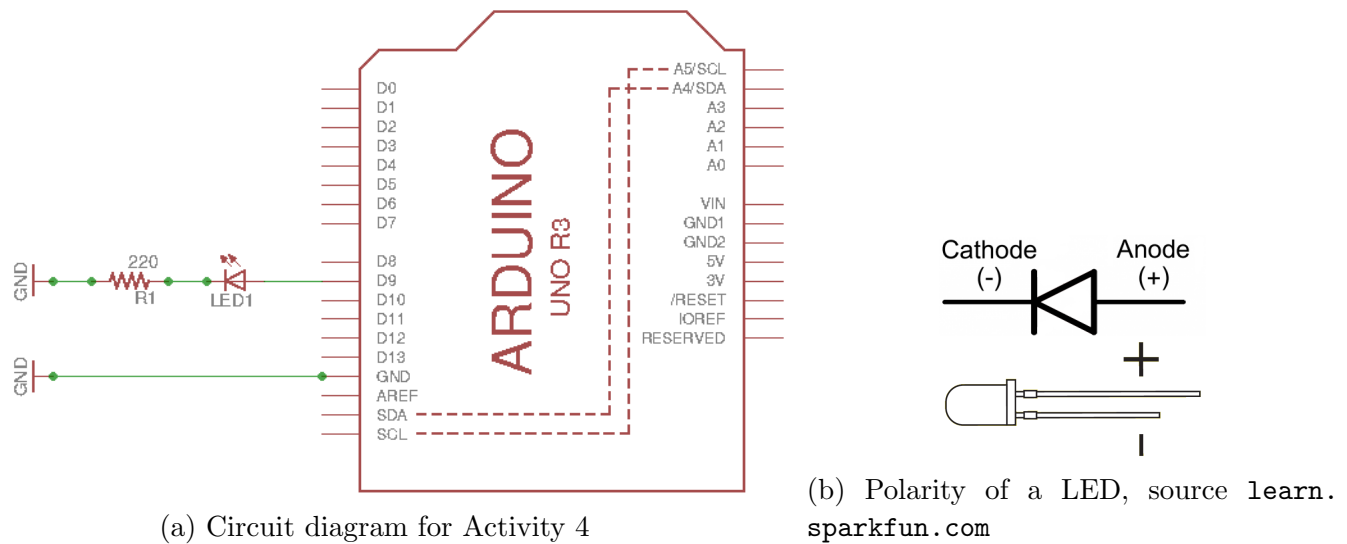 D0
D1
D2
D3
D4
D5
D6
D7
D8
D9
D10
D11
D12
D13
GND
AREF
SDA
SCL
ARDUINO
UNO R3
A5/SCL
A4/SDA
A3
A2
A1
A0
VIN
GND1
GND2
5V
3V
/RESET
IOREF
RESERVED
GND
220
R1
LED1
GND
(a) Circuit diagram for Activity 4
Cathode
(-)
Anode
(+)
+
-
(b) Polarity of a LED, source learn.
sparkfun.com